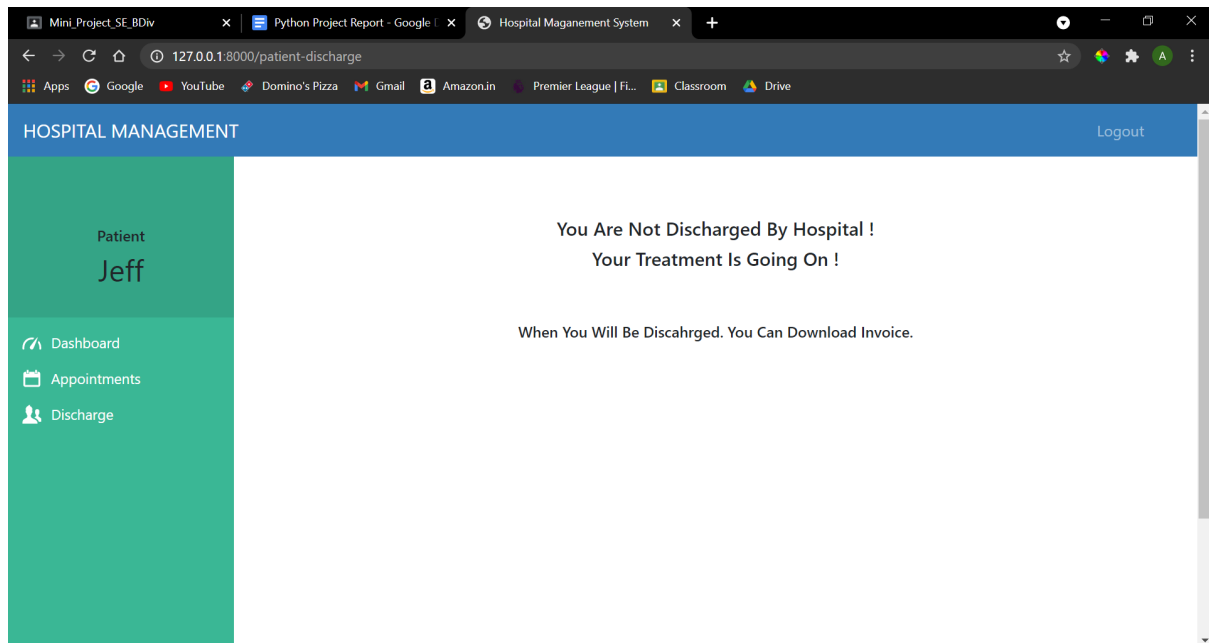 Mini_Project_SE_BDiv
Python Project Report - Google D
Hospital Maganement System
127.0.0.1:8000/patient-discharge
A
Apps Google YouTube Domino's Pizza Gmail Amazon.in Premier League | Fi... Classroom Drive
HOSPITAL MANAGEMENT
Logout
Patient
Jeff
Dashboard
Appointments
Discharge
You Are Not Discharged By Hospital !
Your Treatment Is Going On !
When You Will Be Discahrged. You Can Download Invoice.